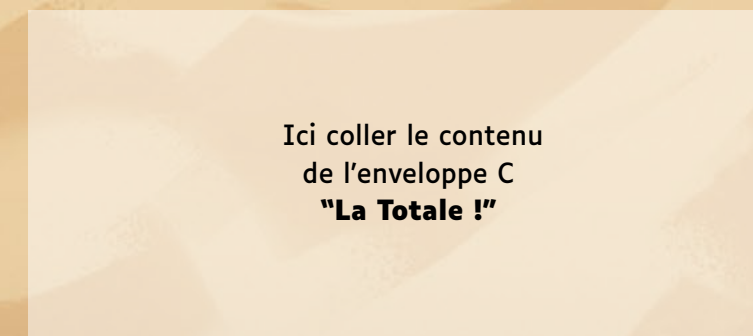 Ici coller le contenu
de l’enveloppe C
“La Totale !”